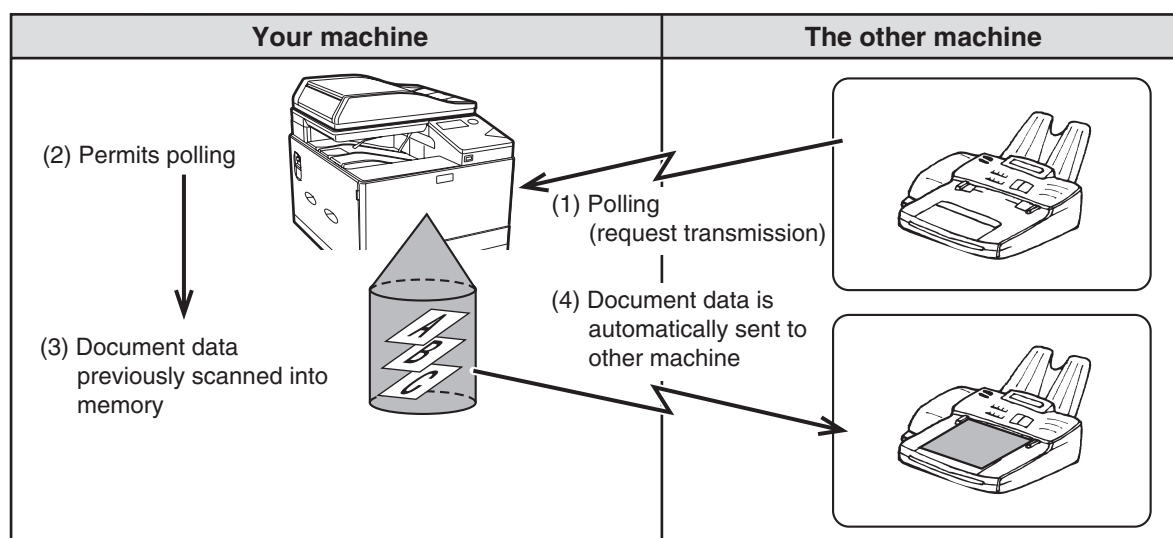 Your machine
The other machine
(2) Permits polling
(1) Polling
(request transmission)
(3) Document data
previously scanned into
memory
A
B
C
(4) Document data is
automatically sent to
other machine